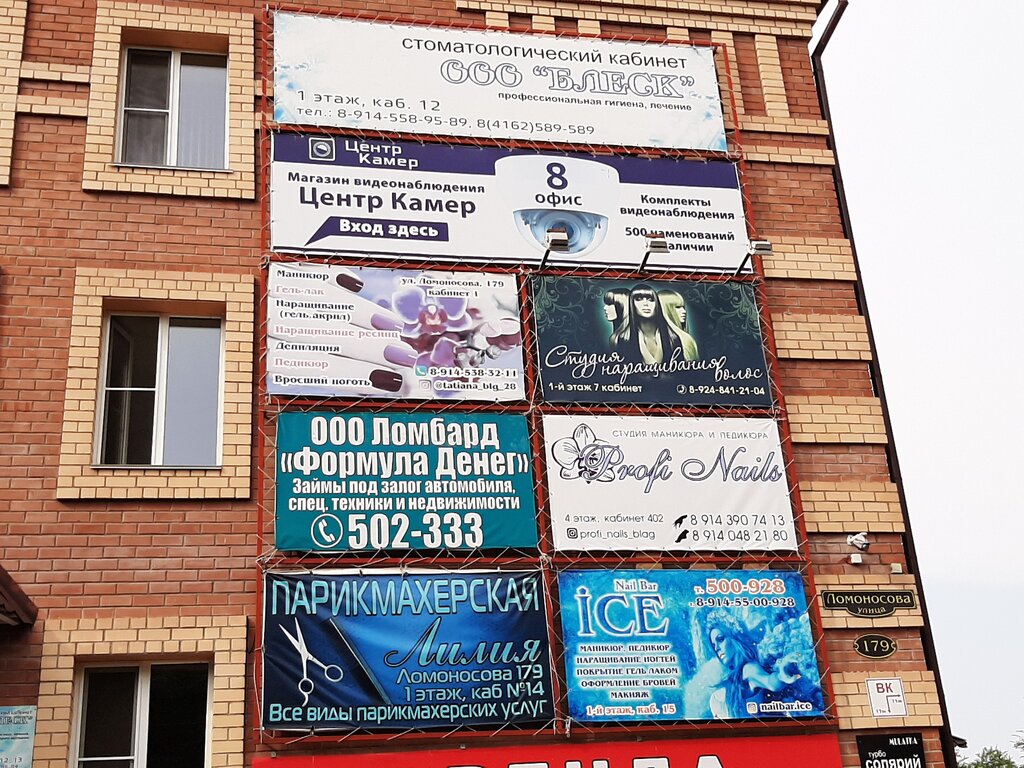 стоматологический кабинет
ООО "БЛЕСК"
профессиональная гигиена, лечение
1 этаж, каб. 12
тел.: 8-914-558-95-89, 8(4162)589-589
Центр
Камер
Магазин видеонаблюдения
Центр Камер
Вход здесь
8
офис
Комплекты
видеонаблюдения
500 наменований
наличии
Маникюр
Гель-лак
Наращивание
(гель,акрил)
Наращивание ресниц
Депиляция
Педикюр
Вросший ноготь
ул. Ломоносова, 179
кабинет 1
8-914-538-32-11
@tatiana_blg_28
Студия
наращивания
волос
1-й этаж 7 кабинет
8-924-841-21-04
ООО Ломбард
«Формула Денег»
Займы под залог автомобиля,
спец. техники и недвижимости
502-333
СТУДИЯ МАНИКЮРА И ПЕДИКЮРА
Profi Nails
4 этаж, кабинет 402
profi_nails_blag
8 914 390 74 13
8 914 048 21 80
ПАРИКМАХЕРСКАЯ
Лилия
Ломоносова 179
1 этаж, каб №14
Все виды парикмахерских услуг
Nail Bar
ICE
т. 500-928
8-914-55-00-928
МАНИКЮР, ПЕДИКЮР
НАРАЩИВАНИЕ НОГТЕЙ
ПОКРЫТИЕ ГЕЛЬ ЛАКОМ
ОФОРМЛЕНИЕ БРОВЕЙ
МАКИЯЖ
1-й этаж, каб. 15
nailbar.ice
Ломоносова
улица
179
ВК
MULATKA
турбо
солярий